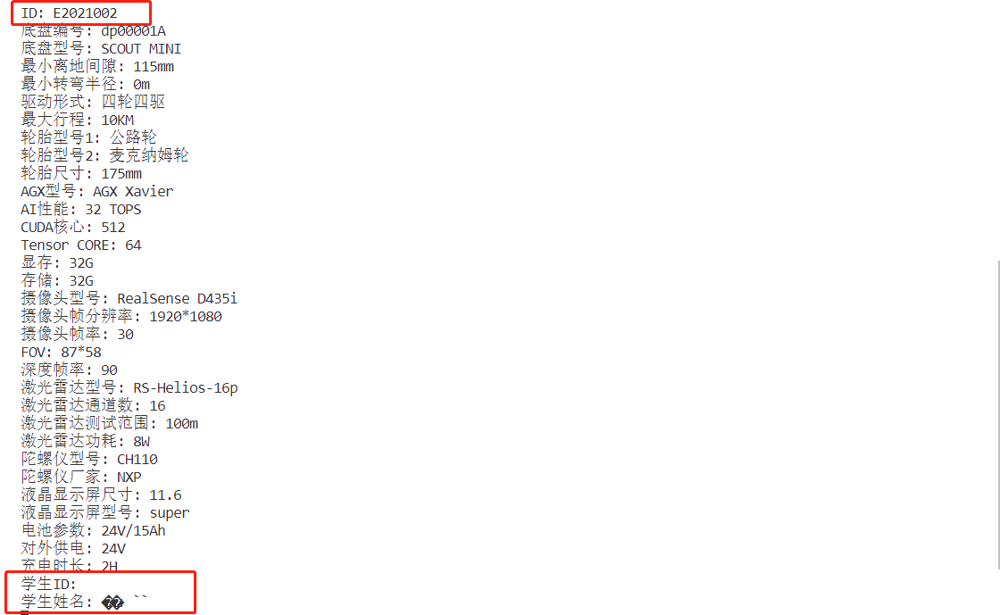 ID: E2021002
底盘编号: dp00001A
底盘型号: SCOUT MINI
最小离地间隙: 115mm
最小转弯半径: 0m
驱动形式: 四轮四驱
最大行程: 10KM
轮胎型号1: 公路轮
轮胎型号2: 麦克纳姆轮
轮胎尺寸: 175mm
AGX型号: AGX Xavier
AI性能: 32 TOPS
CUDA核心: 512
Tensor CORE: 64
显存: 32G
存储: 32G
摄像头型号: RealSense D435i
摄像头帧分辨率: 1920*1080
摄像头帧率: 30
FOV: 87*58
深度帧率: 90
激光雷达型号: RS-Helios-16p
激光雷达通道数: 16
激光雷达测试范围: 100m
激光雷达功耗: 8W
陀螺仪型号: CH110
陀螺仪厂家: NXP
液晶显示屏尺寸: 11.6
液晶显示屏型号: super
电池参数: 24V/15Ah
对外供电: 24V
充电时长: 2H
学生ID:
学生姓名: �� ``